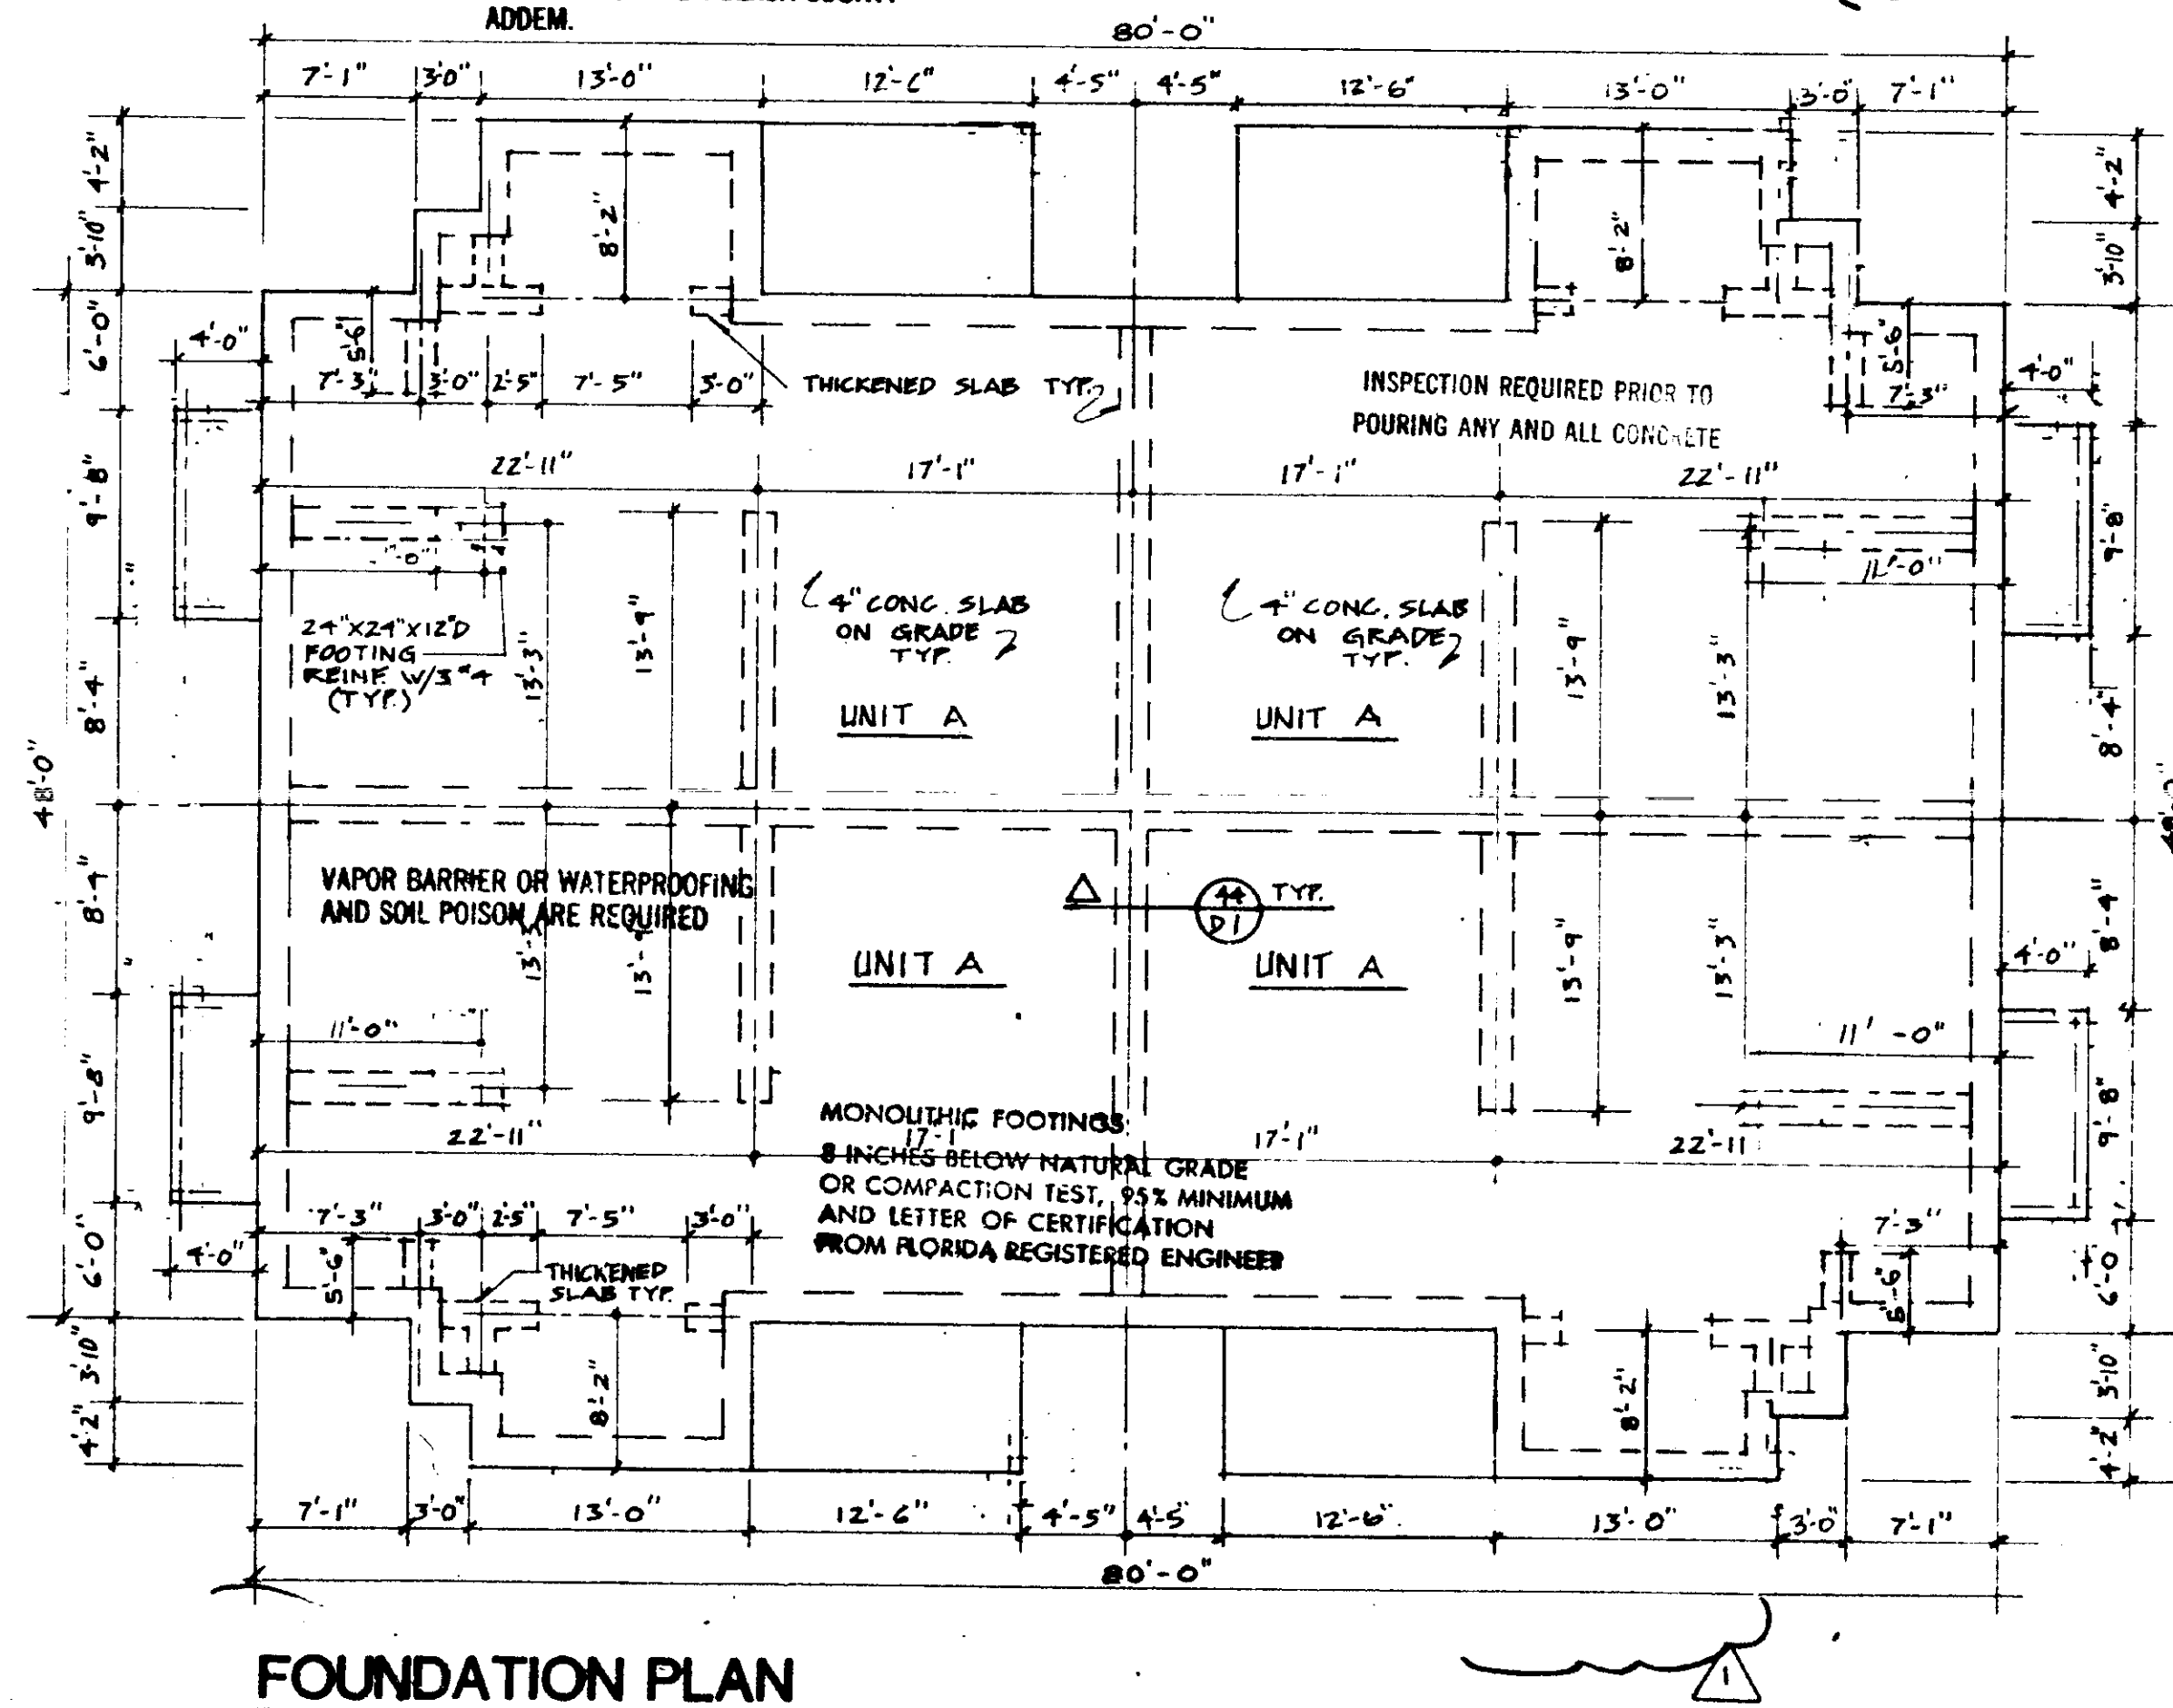 ADDEM.
80'-0"
7'-1" 3'-0" 13'-0" 12'-6" 4'-5" 4'-5" 12'-6" 13'-0" 3'-0" 7'-1"
4'-2"
3'-10"
6'-0"
9'-8"
8'-4"
48'-0"
8'-4"
9'-8"
6'-0"
3'-10"
4'-2"
8'-2"
8'-2"
4'-2"
3'-10"
4'-0"
5'-6"
7'-3" 3'-0" 2'-5" 7'-5" 3'-0"
THICKENED SLAB TYP.
INSPECTION REQUIRED PRIOR TO
POURING ANY AND ALL CONCRETE
5'-6"
7'-3"
4'-0"
22'-11" 17'-1" 17'-1" 22'-11"
9'-8"
11'-0"
24"X24"X12"D
FOOTING
REINF. W/3 #4
(TYP.)
13'-3"
13'-9"
4" CONC. SLAB
ON GRADE
TYP.
4" CONC. SLAB
ON GRADE
TYP.
13'-9"
13'-3"
UNIT A
UNIT A
8'-4"
VAPOR BARRIER OR WATERPROOFING
AND SOIL POISON ARE REQUIRED
13'-3"
44
D1
TYP.
UNIT A
UNIT A
13'-9"
13'-3"
8'-4"
4'-0"
11'-0"
11'-0"
9'-8"
MONOLITHIC FOOTINGS
22'-11" 17'-1 17'-1" 22'-11
8 INCHES BELOW NATURAL GRADE
OR COMPACTION TEST, 95% MINIMUM
AND LETTER OF CERTIFICATION
FROM FLORIDA REGISTERED ENGINEER
7'-3" 3'-0" 2'5" 7'-5" 3'-0"
4'-0"
5'-6"
THICKENED
SLAB TYP.
7'-3"
5'-6"
6'-0
8'-2"
8'-2"
3'-10"
4'-2"
7'-1" 3'-0" 13'-0" 12'-6" 4'-5" 4'-5" 12'-6" 13'-0" 3'-0" 7'-1"
80'-0"
FOUNDATION PLAN
1